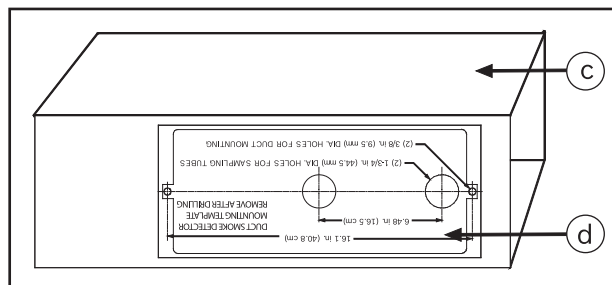 c
(2) 3/8 in. (9.5 mm) DIA. HOLES FOR DUCT MOUNTING
(2) 1-3/4 in. (44.5 mm) DIA. HOLES FOR SAMPLING TUBES
DUCT SMOKE DETECTOR
MOUNTING TEMPLATE
REMOVE AFTER DRILLING
6.48 in. (16.5 cm)
16.1 in. (40.8 cm)
d